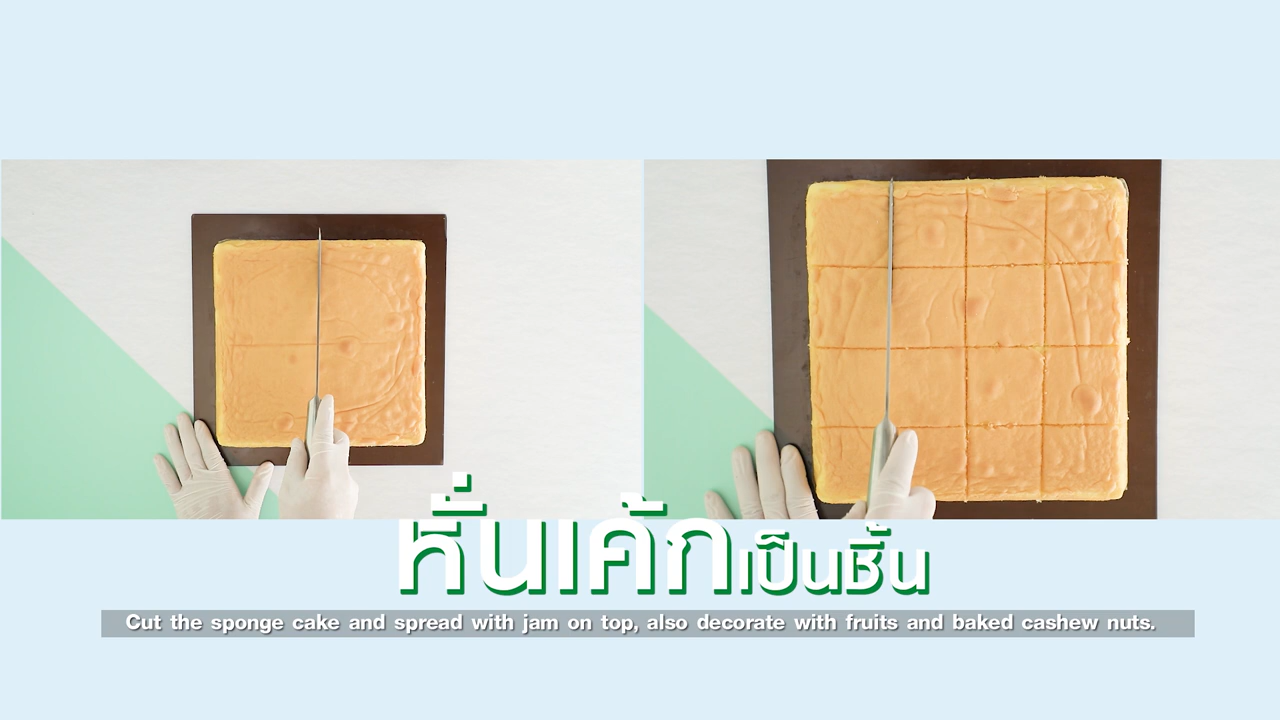 หั่นเค้กเป็นชิ้น
Cut the sponge cake and spread with jam on top, also decorate with fruits and baked cashew nuts.